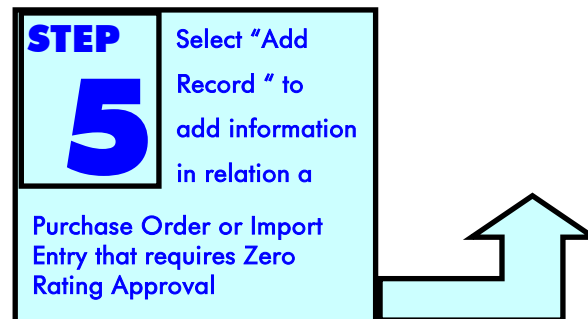 STEP
5
Select “Add
Record “ to
add information
in relation a
Purchase Order or Import
Entry that requires Zero
Rating Approval